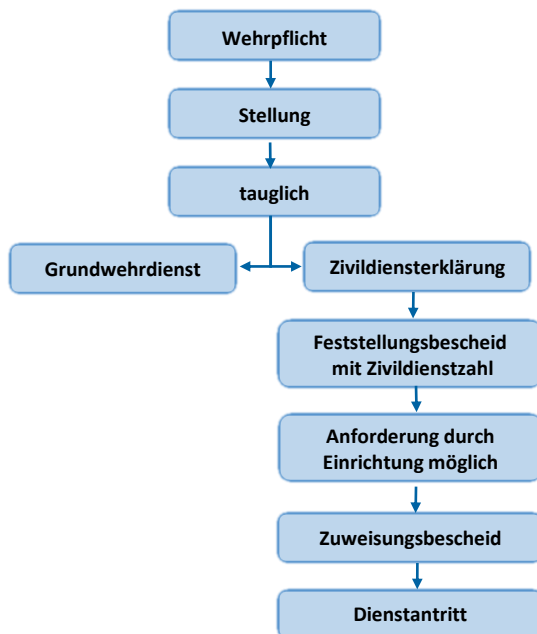 Wehrpflicht
Stellung
tauglich
Grundwehrdienst
Zivildiensterklärung
Feststellungsbescheid
mit Zivildienstzahl
Anforderung durch
Einrichtung möglich
Zuweisungsbescheid
Dienstantritt